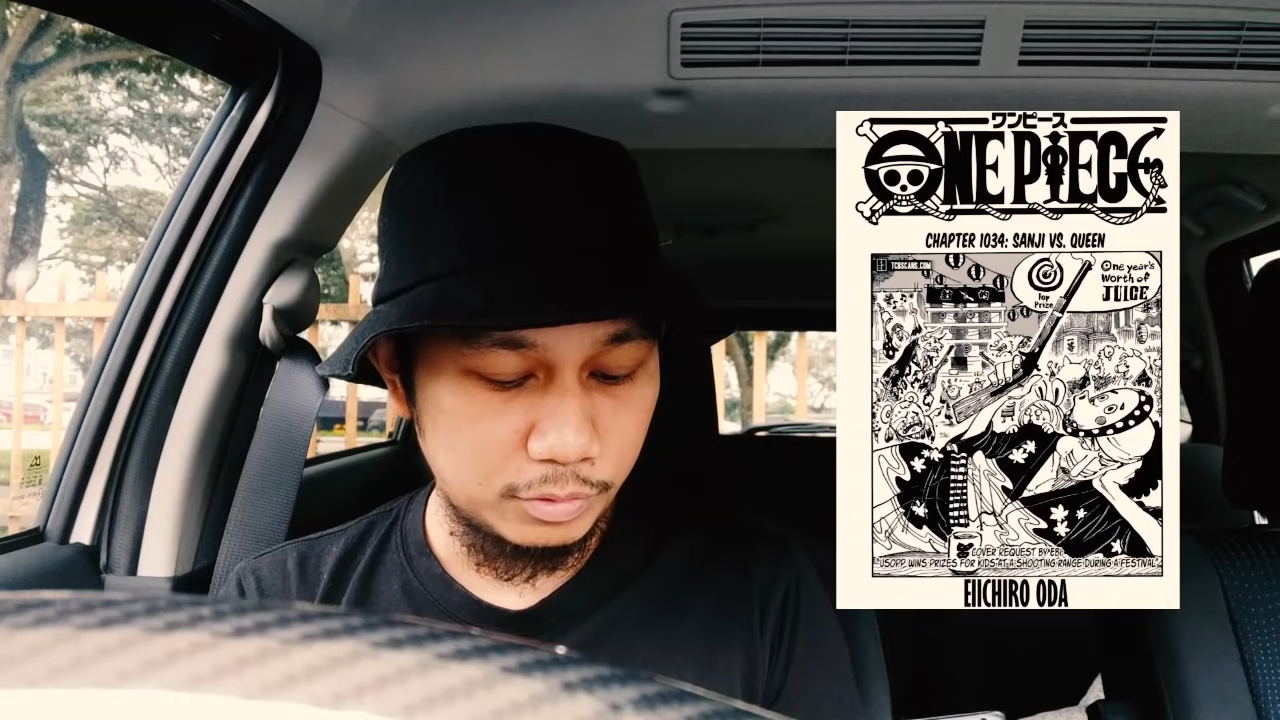 ワンピース
ONE PIECE
CHAPTER 1034: SANJI VS. QUEEN
TCBSCANS.COM
One year's
Worth of
JUICE
Top
Prize
COVER REQUEST BY EBI:
"USOPP WINS PRIZES FOR KIDS AT A SHOOTING RANGE DURING A FESTIVAL"
EIICHIRO ODA